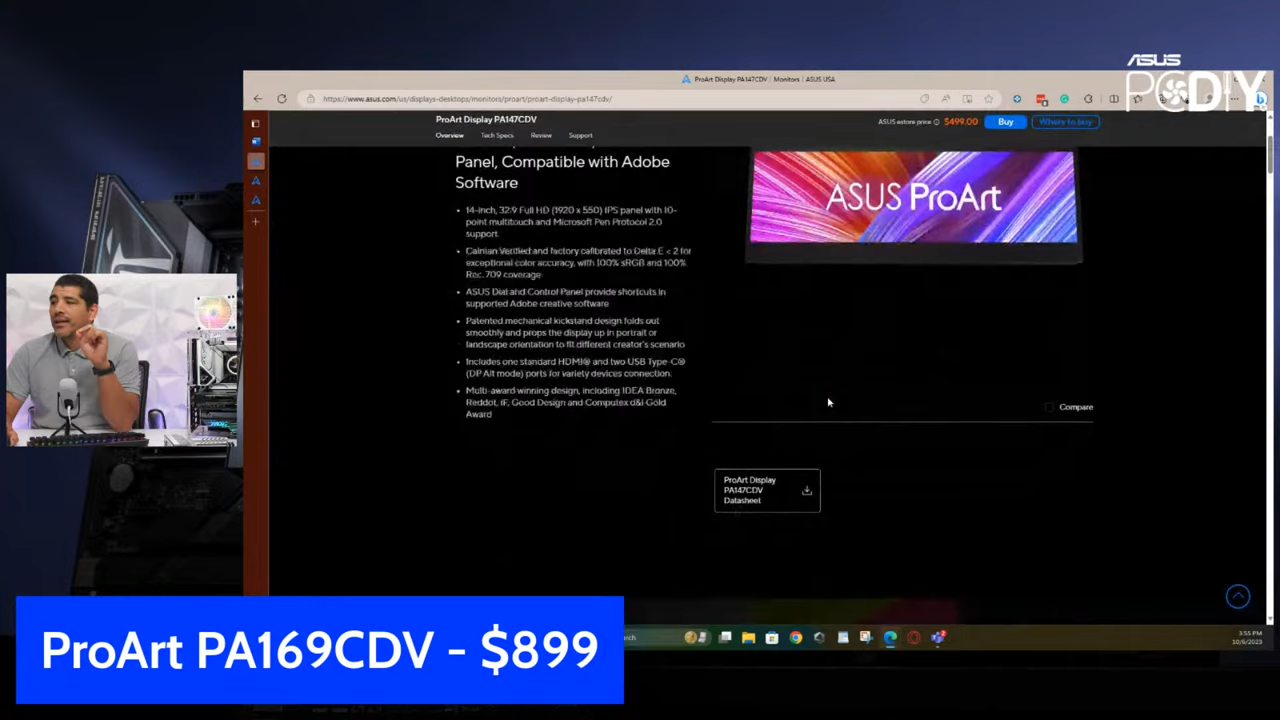 ASUS
PCDIY
ProArt Display PA147CDV | Monitors | ASUS USA
https://www.asus.com/us/displays-desktops/monitors/proart/proart-display-pa147cdv/
ProArt Display PA147CDV
ASUS estore price
$499.00
Buy
Where to buy
Overview
Tech Specs
Review
Support
Panel, Compatible with Adobe
Software
• 14-inch, 32:9 Full HD (1920 x 550) IPS panel with 10-
point multitouch and Microsoft Pen Protocol 2.0
support
• Calman Verified and factory calibrated to Delta E < 2 for
exceptional color accuracy, with 100% sRGB and 100%
Rec. 709 coverage
• ASUS Dial and Control Panel provide shortcuts in
supported Adobe creative software
• Patented mechanical kickstand design folds out
smoothly and props the display up in portrait or
landscape orientation to fit different creator's scenario
• Includes one standard HDMI® and two USB Type-C®
(DP Alt mode) ports for variety devices connection.
• Multi-award winning design, including IDEA Bronze,
Reddot, iF, Good Design and Computex d&i Gold
Award
ASUS ProArt
Compare
ProArt Display
PA147CDV
Datasheet
ProArt PA169CDV - $899
3:55 PM
10/6/2023